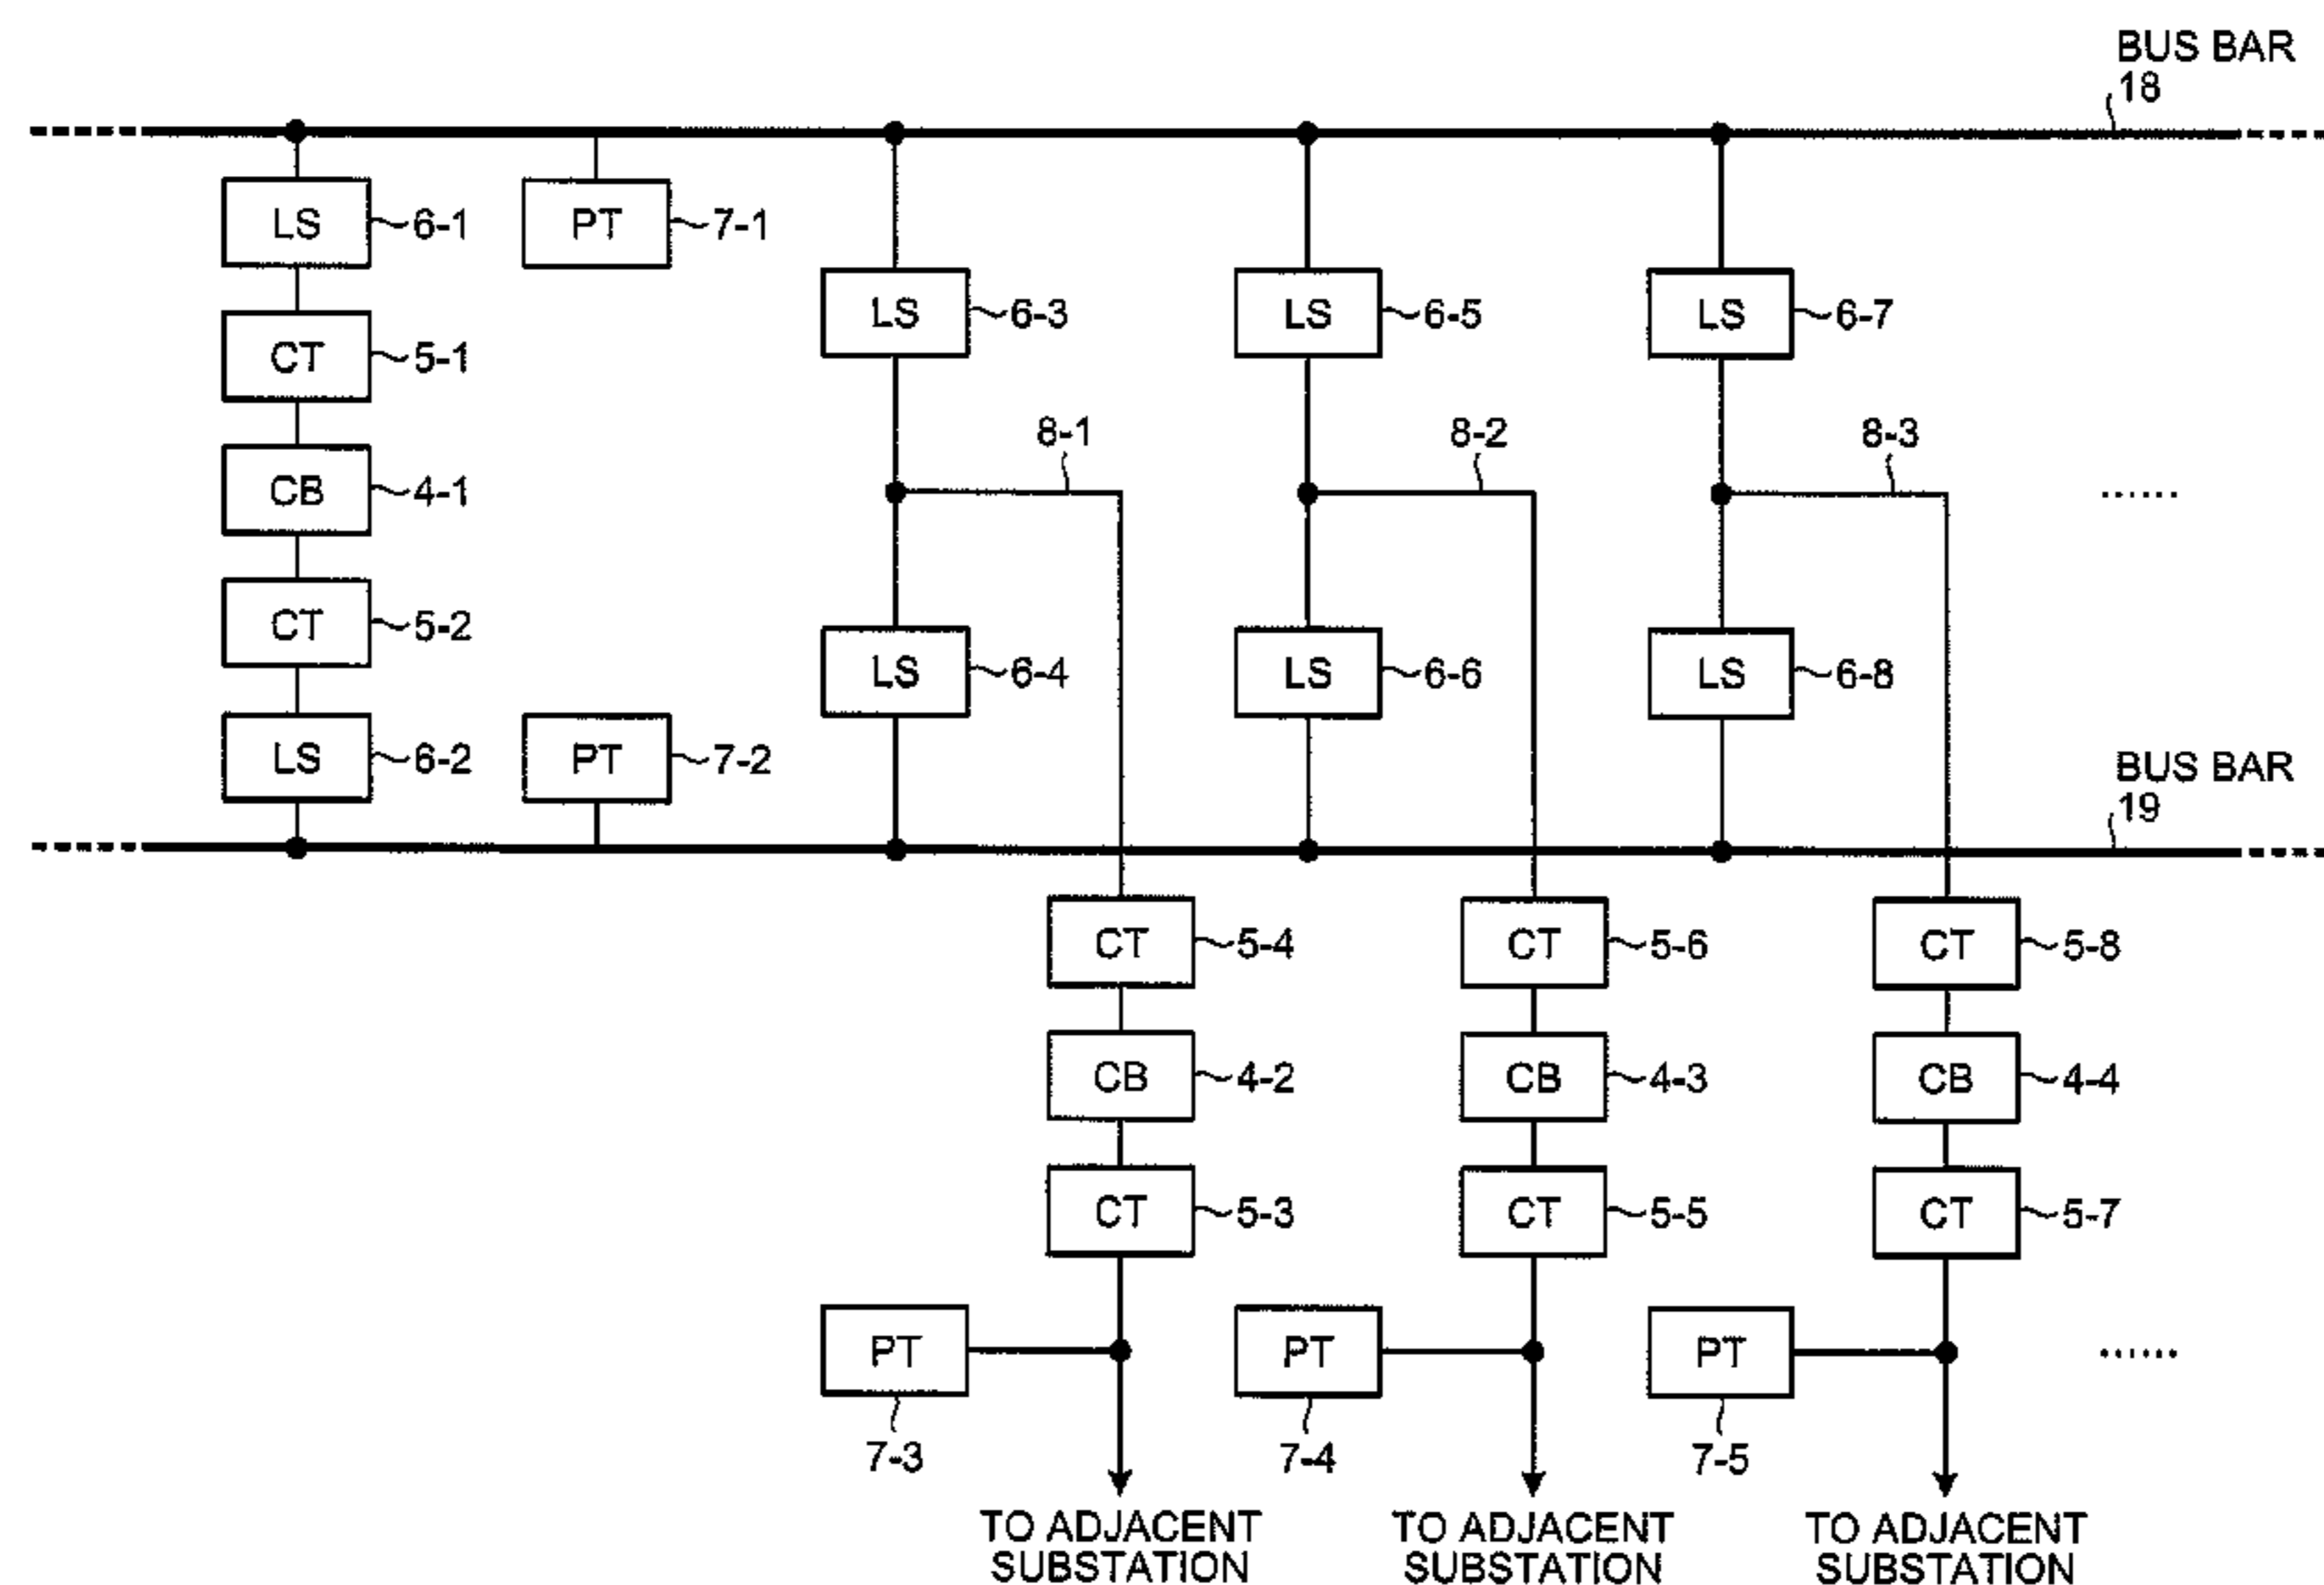 BUS BAR
18
LS 6-1
PT 7-1
LS 6-3
LS 6-5
LS 6-7
CT 5-1
8-1
8-2
8-3
CB 4-1
......
CT 5-2
LS 6-4
LS 6-6
LS 6-8
LS 6-2
PT 7-2
BUS BAR
19
CT 5-4
CT 5-6
CT 5-8
CB 4-2
CB 4-3
CB 4-4
CT 5-3
CT 5-5
CT 5-7
PT
PT
PT
......
7-3
7-4
7-5
TO ADJACENT
SUBSTATION
TO ADJACENT
SUBSTATION
TO ADJACENT
SUBSTATION